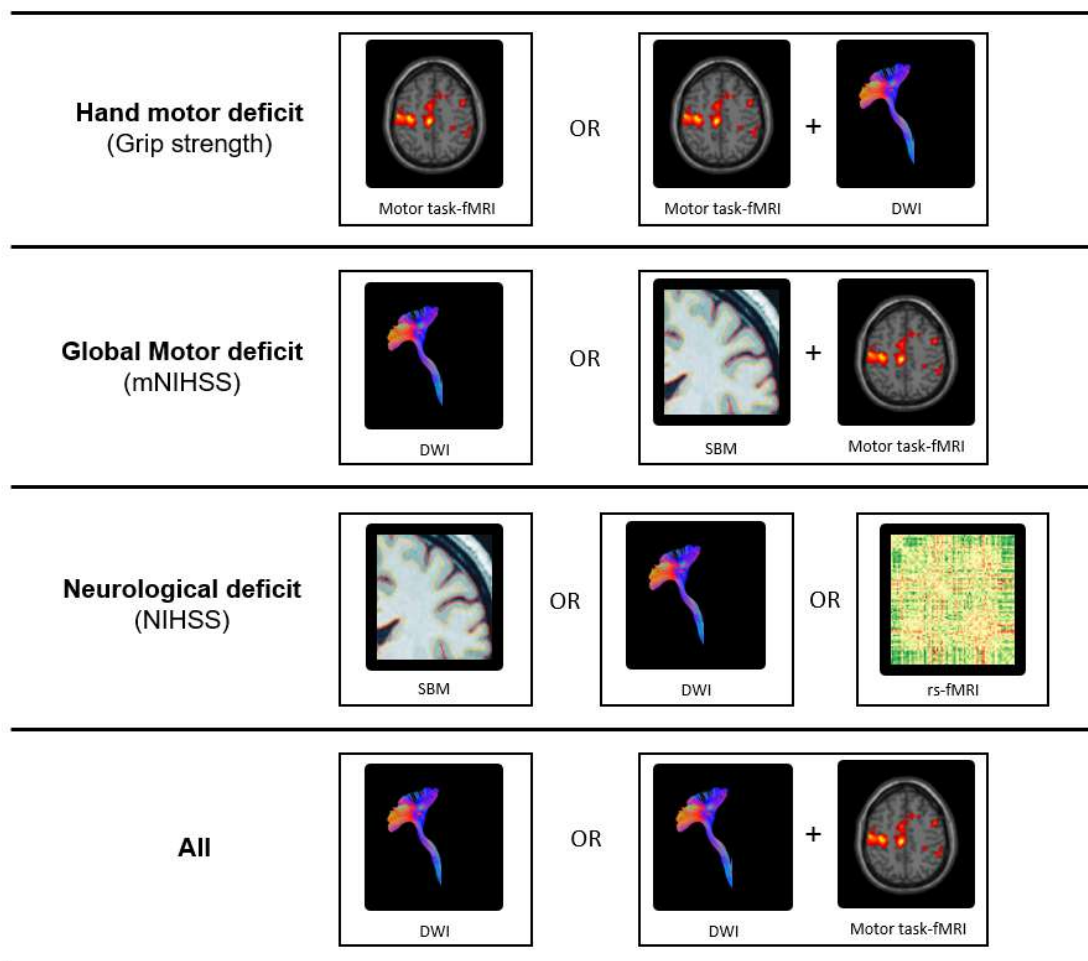 Hand motor deficit
(Grip strength)
Motor task-fMRI
OR
Motor task-fMRI
+
DWI
Global Motor deficit
(mNIHSS)
DWI
OR
SBM
+
Motor task-fMRI
Neurological deficit
(NIHSS)
SBM
OR
DWI
OR
rs-fMRI
All
DWI
OR
DWI
+
Motor task-fMRI